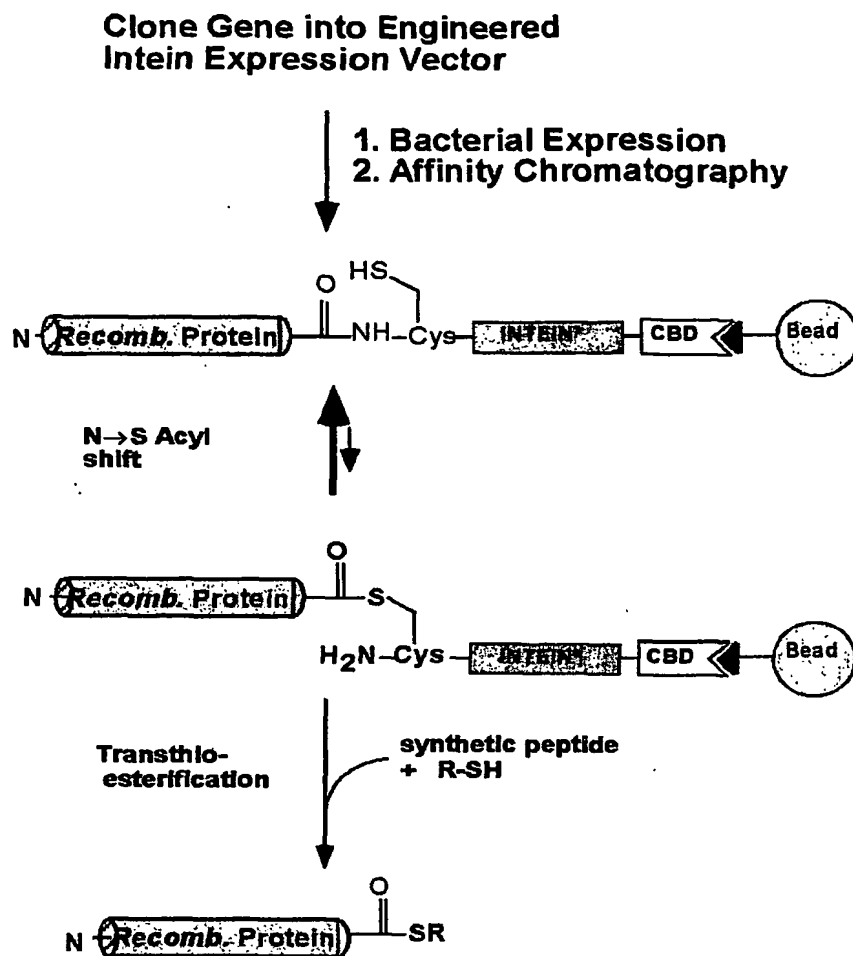 Clone Gene into Engineered
Intein Expression Vector
1. Bacterial Expression
2. Affinity Chromatography
HS
O
N Recomb. Protein NH Cys INTEIN CBD Bead
N→S Acyl
shift
O
N Recomb. Protein S
H₂N Cys INTEIN CBD Bead
Transthio-
esterification
synthetic peptide
+ R-SH
O
N Recomb. Protein SR